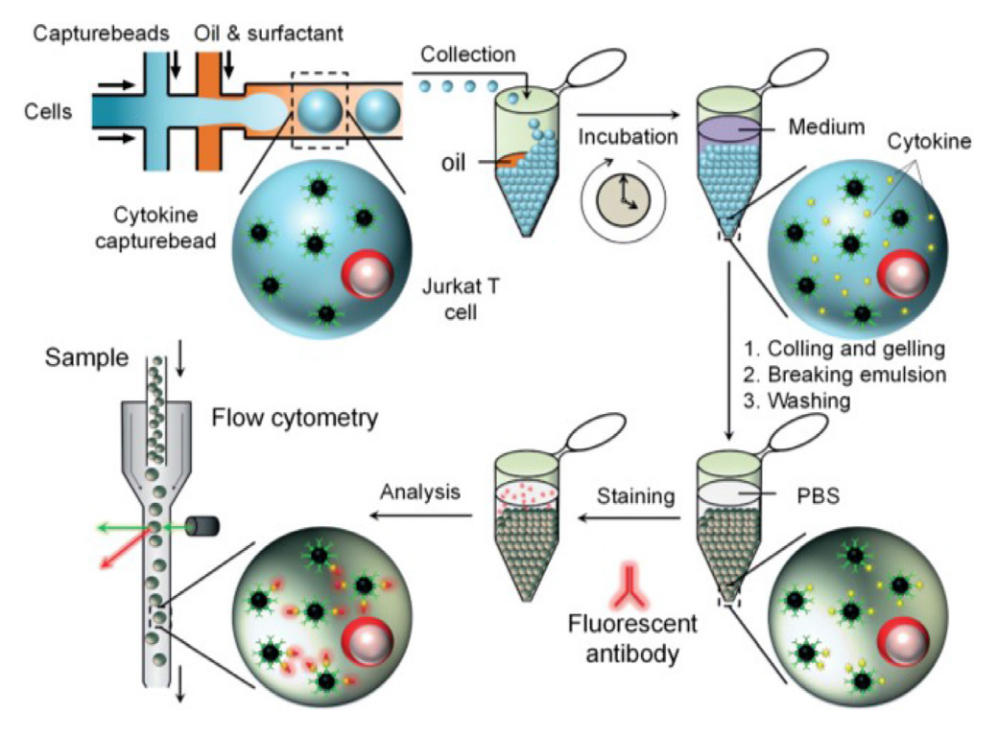 Capturebeads
Oil & surfactant
Collection
Cells
oil
Incubation
Medium
Cytokine
Cytokine
capturebead
Jurkat T
cell
1. Colling and gelling
2. Breaking emulsion
3. Washing
Sample
Flow cytometry
Analysis
Staining
PBS
Fluorescent
antibody